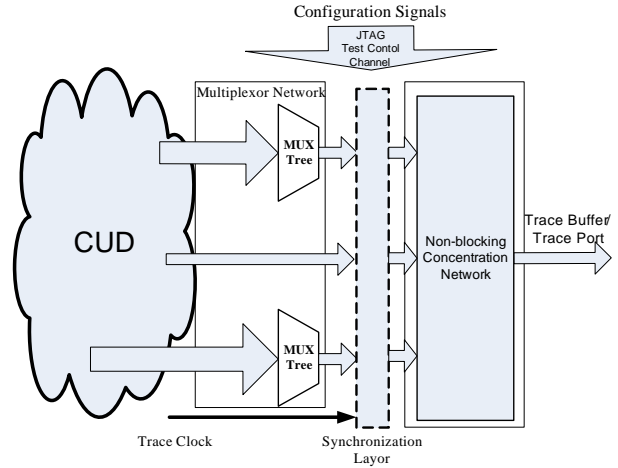 Configuration Signals
JTAG
Test Contol
Channel
Multiplexor Network
MUX
Tree
CUD
Non-blocking
Concentration
Network
Trace Buffer/
Trace Port
MUX
Tree
Trace Clock
Synchronization
Layor